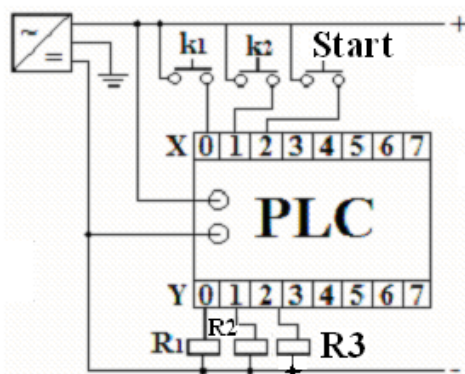 +
~
=
k1 k2 Start
X 0 1 2 3 4 5 6 7
PLC
Y 0 1 2 3 4 5 6 7
R1 R2 R3
-